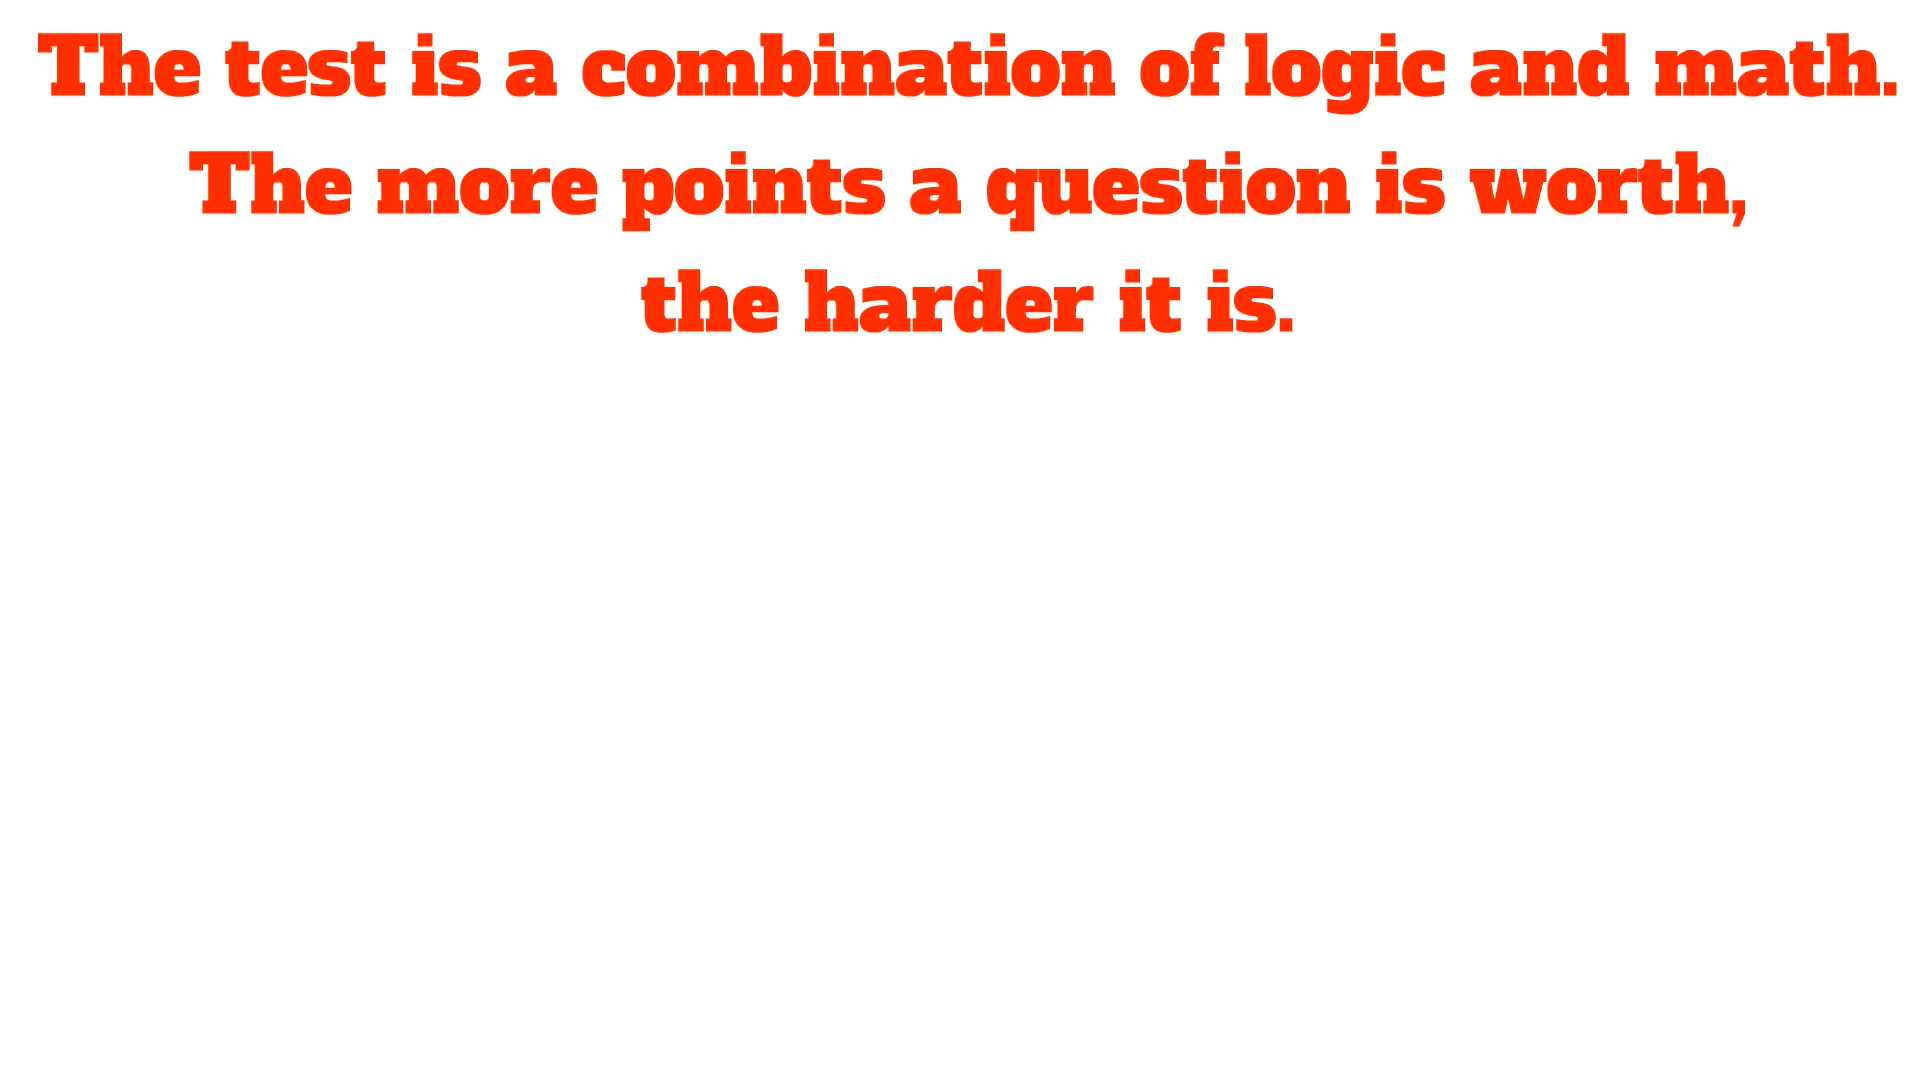 The test is a combination of logic and math.
The more points a question is worth,
the harder it is.